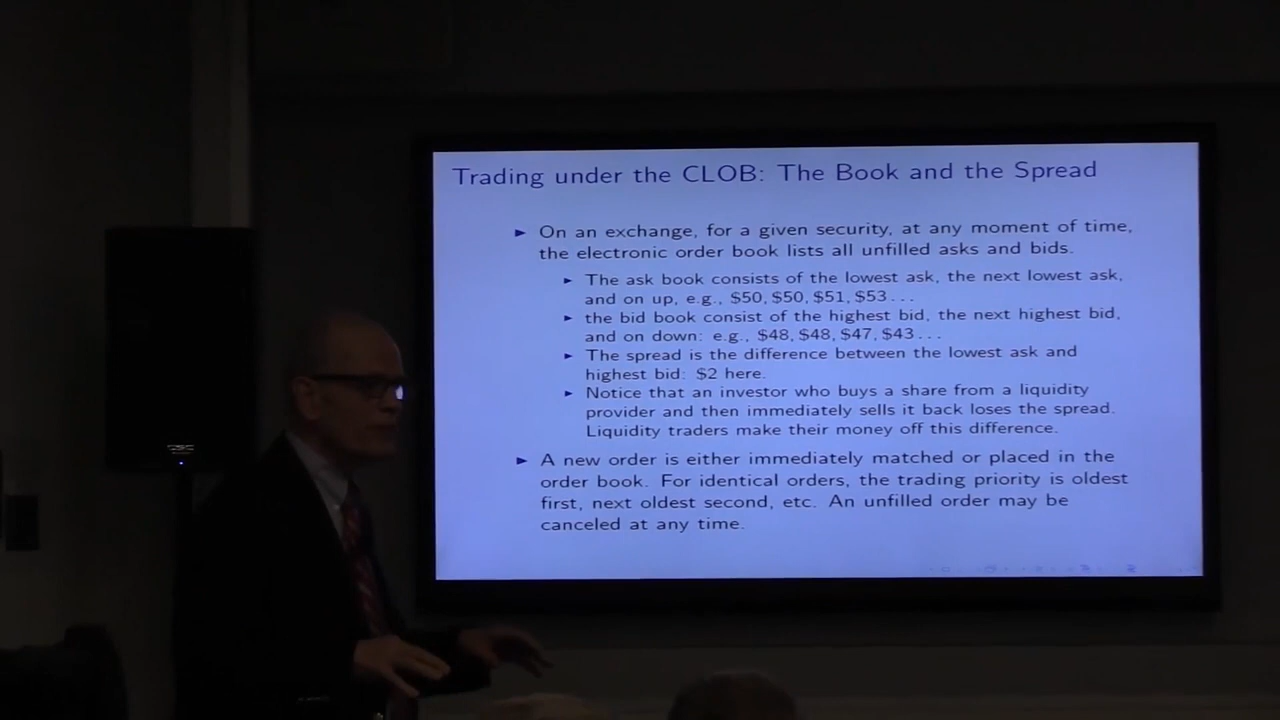 Trading under the CLOB: The Book and the Spread
► On an exchange, for a given security, at any moment of time,
the electronic order book lists all unfilled asks and bids.
► The ask book consists of the lowest ask, the next lowest ask,
and on up, e.g., $50, $50, $51, $53...
► the bid book consist of the highest bid, the next highest bid,
and on down: e.g., $48, $48, $47, $43...
► The spread is the difference between the lowest ask and
highest bid: $2 here.
► Notice that an investor who buys a share from a liquidity
provider and then immediately sells it back loses the spread.
Liquidity traders make their money off this difference.
► A new order is either immediately matched or placed in the
order book. For identical orders, the trading priority is oldest
first, next oldest second, etc. An unfilled order may be
canceled at any time.